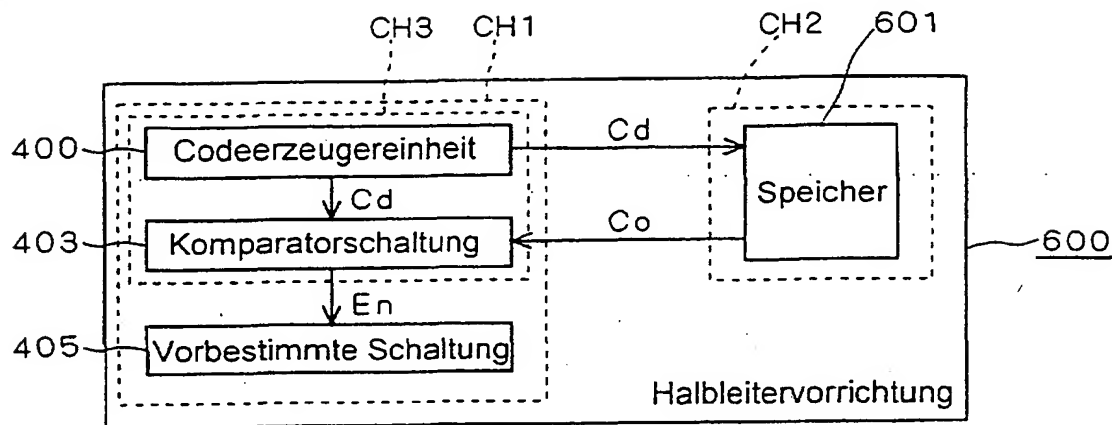 CH3 CH1 CH2 601
400 Codeerzeugereinheit Cd Speicher
Cd
403 Komparatorschaltung Co 600
En
405 Vorbestimmte Schaltung
Halbleitervorrichtung